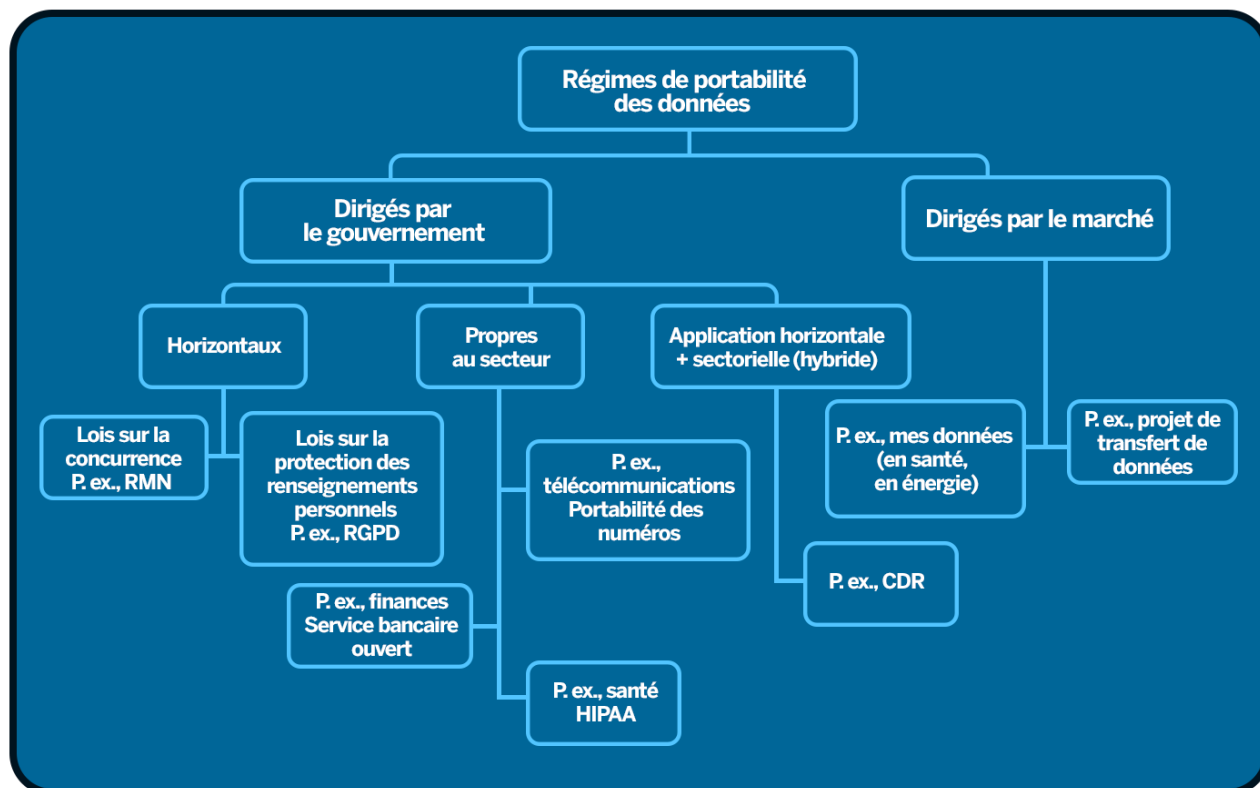 Régimes de portabilité
des données
Dirigés par
le gouvernement
Dirigés par le marché
Horizontaux
Propres
au secteur
Application horizontale
+ sectorielle (hybride)
Lois sur la
concurrence
P. ex., RMN
Lois sur la
protection des
renseignements
personnels
P. ex., RGPD
P. ex.,
télécommunications
Portabilité des
numéros
P. ex., finances
Service bancaire
ouvert
P. ex., santé
HIPAA
P. ex., CDR
P. ex., mes données
(en santé,
en énergie)
P. ex., projet de
transfert de
données